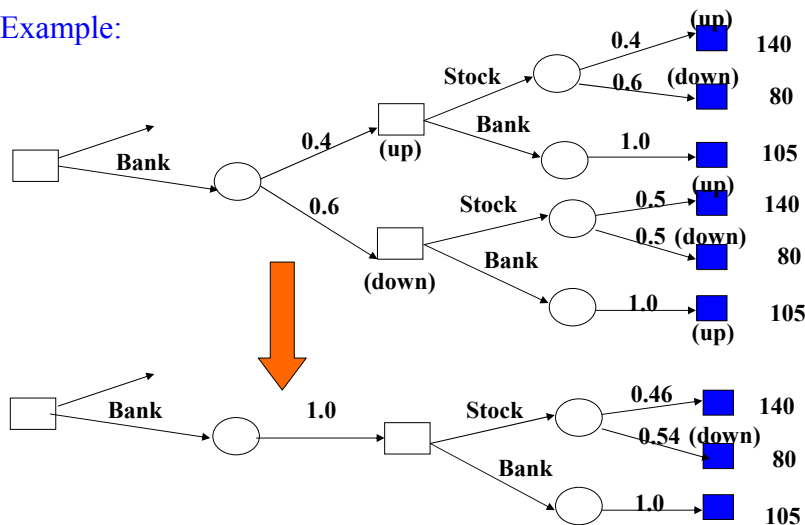 Example:
(up)
0.4
140
Stock
(down)
0.6
80
0.4
Bank
(up)
1.0
105
Bank
(up)
0.6
Stock
0.5
140
0.5 (down)
80
(down)
Bank
1.0
105
(up)
Bank
1.0
Stock
0.46
140
0.54 (down)
80
Bank
1.0
105